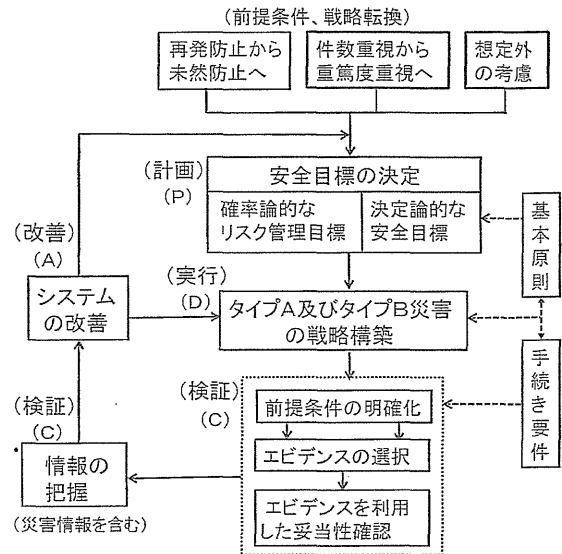 (前提条件、戦略転換)
再発防止から
未然防止へ
件数重視から
重篤度重視へ
想定外
の考慮
(計画)
(P)
安全目標の決定
確率論的な
リスク管理目標
決定論的な
安全目標
基本原則
(改善)
(A)
システム
の改善
(実行)
(D)
タイプA及びタイプB災害
の戦略構築
手続き要件
(検証)
(C)
前提条件の明確化
エビデンスの選択
エビデンスを利用
した妥当性確認
(検証)
(C)
情報の
把握
(災害情報を含む)